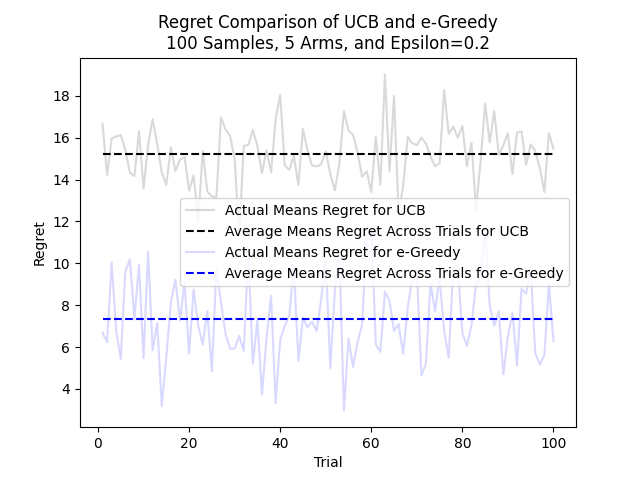 Regret Comparison of UCB and e-Greedy
100 Samples, 5 Arms, and Epsilon=0.2
18
16
14
12
10
8
6
4
Regret
Actual Means Regret for UCB
Average Means Regret Across Trials for UCB
Actual Means Regret for e-Greedy
Average Means Regret Across Trials for e-Greedy
0 20 40 60 80 100
Trial